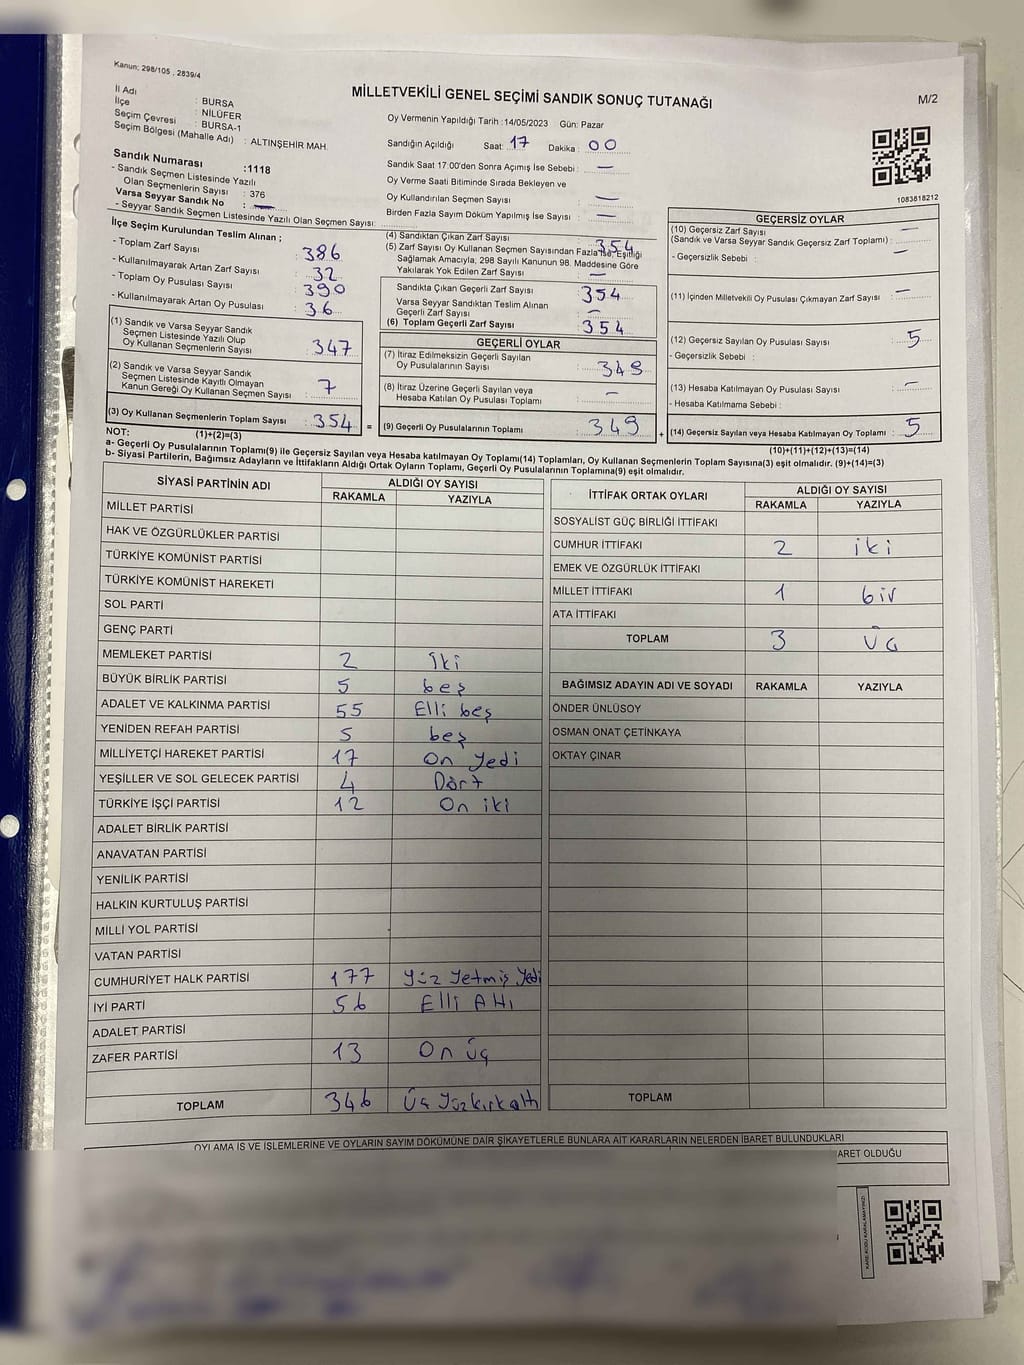 Kanun: 298/105 , 2839/4
MİLLETVEKİLİ GENEL SEÇİMİ SANDIK SONUÇ TUTANAĞI
M/2
İl Adı : BURSA
İlçe : NİLÜFER
Seçim Çevresi : BURSA-1
Seçim Bölgesi (Mahalle Adı) : ALTINŞEHİR MAH.
Sandık Numarası :1118
- Sandık Seçmen Listesinde Yazılı
Olan Seçmenlerin Sayısı : 376
Varsa Seyyar Sandık No : —
- Seyyar Sandık Seçmen Listesinde Yazılı Olan Seçmen Sayısı:
Oy Vermenin Yapıldığı Tarih :14/05/2023 Gün: Pazar
Sandığın Açıldığı Saat: 17 Dakika : 00
Sandık Saat 17:00'den Sonra Açımış İse Sebebi : —
Oy Verme Saati Bitiminde Sırada Bekleyen ve
Oy Kullandırılan Seçmen Sayısı : —
Birden Fazla Sayım Döküm Yapılmış İse Sayısı : —
1083818212
İlçe Seçim Kurulundan Teslim Alınan ;
- Toplam Zarf Sayısı : 386
- Kullanılmayarak Artan Zarf Sayısı : 32
- Toplam Oy Pusulası Sayısı : 390
- Kullanılmayarak Artan Oy Pusulası : 36
(1) Sandık ve Varsa Seyyar Sandık
Seçmen Listesinde Yazılı Olup
Oy Kullanan Seçmenlerin Sayısı : 347
(2) Sandık ve Varsa Seyyar Sandık
Seçmen Listesinde Kayıtlı Olmayan
Kanun Gereği Oy Kullanan Seçmen Sayısı : 7
(3) Oy Kullanan Seçmenlerin Toplam Sayısı : 354 =
(1)+(2)=(3)
(4) Sandıktan Çıkan Zarf Sayısı : 354
(5) Zarf Sayısı Oy Kullanan Seçmen Sayısından Fazla İse, Eşitliği
Sağlamak Amacıyla, 298 Sayılı Kanunun 98. Maddesine Göre
Yakılarak Yok Edilen Zarf Sayısı : —
Sandıkta Çıkan Geçerli Zarf Sayısı : 354
Varsa Seyyar Sandıktan Teslim Alınan
Geçerli Zarf Sayısı : —
(6) Toplam Geçerli Zarf Sayısı : 354
GEÇERLİ OYLAR
(7) İtiraz Edilmeksizin Geçerli Sayılan
Oy Pusulalarının Sayısı : 349
(8) İtiraz Üzerine Geçerli Sayılan veya
Hesaba Katılan Oy Pusulası Toplamı : —
(9) Geçerli Oy Pusulalarının Toplamı : 349 +
GEÇERSİZ OYLAR
(10) Geçersiz Zarf Sayısı
(Sandık ve Varsa Seyyar Sandık Geçersiz Zarf Toplamı) : —
- Geçersizlik Sebebi : —
(11) İçinden Milletvekili Oy Pusulası Çıkmayan Zarf Sayısı : —
(12) Geçersiz Sayılan Oy Pusulası Sayısı : 5
- Geçersizlik Sebebi :
(13) Hesaba Katılmayan Oy Pusulası Sayısı : —
- Hesaba Katılmama Sebebi :
(14) Geçersiz Sayılan veya Hesaba Katılmayan Oy Toplamı : 5
(10)+(11)+(12)+(13)=(14)
NOT:
a- Geçerli Oy Pusulalarının Toplamı(9) ile Geçersiz Sayılan veya Hesaba katılmayan Oy Toplamı(14) Toplamları, Oy Kullanan Seçmenlerin Toplam Sayısına(3) eşit olmalıdır. (9)+(14)=(3)
b- Siyasi Partilerin, Bağımsız Adayların ve İttifakların Aldığı Ortak Oyların Toplamı, Geçerli Oy Pusulalarının Toplamına(9) eşit olmalıdır.
SİYASİ PARTİNİN ADI ALDIĞI OY SAYISI
RAKAMLA YAZIYLA
MİLLET PARTİSİ
HAK VE ÖZGÜRLÜKLER PARTİSİ
TÜRKİYE KOMÜNİST PARTİSİ
TÜRKİYE KOMÜNİST HAREKETİ
SOL PARTİ
GENÇ PARTİ
MEMLEKET PARTİSİ 2 İki
BÜYÜK BİRLİK PARTİSİ 5 beş
ADALET VE KALKINMA PARTİSİ 55 Elli beş
YENİDEN REFAH PARTİSİ 5 beş
MİLLİYETÇİ HAREKET PARTİSİ 17 On Yedi
YEŞİLLER VE SOL GELECEK PARTİSİ 4 Dört
TÜRKİYE İŞÇİ PARTİSİ 12 On iki
ADALET BİRLİK PARTİSİ
ANAVATAN PARTİSİ
YENİLİK PARTİSİ
HALKIN KURTULUŞ PARTİSİ
MİLLİ YOL PARTİSİ
VATAN PARTİSİ
CUMHURİYET HALK PARTİSİ 177 Yüz Yetmiş Yedi
İYİ PARTİ 56 Elli Altı
ADALET PARTİSİ
ZAFER PARTİSİ 13 On üç
TOPLAM 346 Üç Yüzkırkaltı
İTTİFAK ORTAK OYLARI ALDIĞI OY SAYISI
RAKAMLA YAZIYLA
SOSYALİST GÜÇ BİRLİĞİ İTTİFAKI
CUMHUR İTTİFAKI 2 iki
EMEK VE ÖZGÜRLÜK İTTİFAKI
MİLLET İTTİFAKI 1 bir
ATA İTTİFAKI
TOPLAM 3 Üç
BAĞIMSIZ ADAYIN ADI VE SOYADI RAKAMLA YAZIYLA
ÖNDER ÜNLÜSOY
OSMAN ONAT ÇETİNKAYA
OKTAY ÇINAR
TOPLAM
OYLAMA İŞ VE İŞLEMLERİNE VE OYLARIN SAYIM DÖKÜMÜNE DAİR ŞİKAYETLERLE BUNLARA AİT KARARLARIN NELERDEN İBARET BULUNDUKLARI
ARET OLDUĞU
KARE KODU KARALAMAYINIZ!